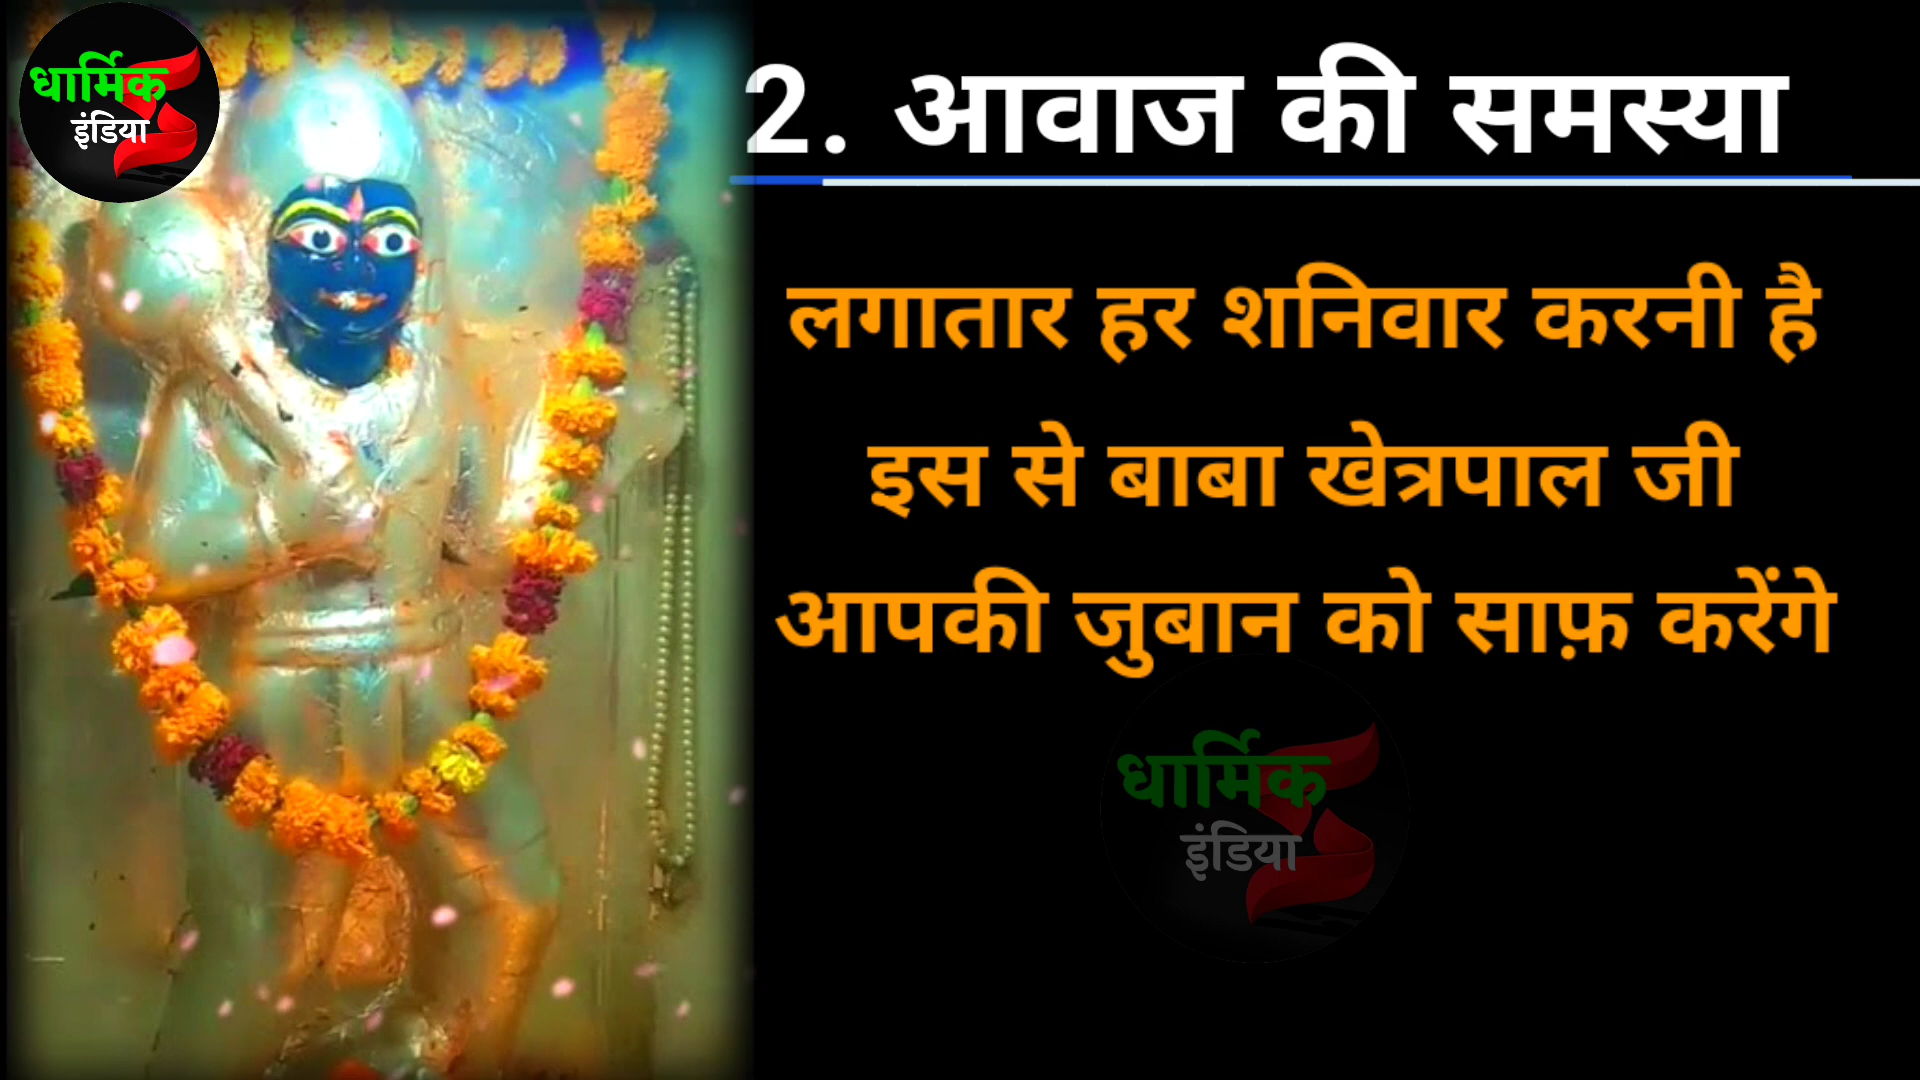 धार्मिक
इंडिया
2. आवाज की समस्या
लगातार हर शनिवार करनी है
इस से बाबा खेत्रपाल जी
आपकी जुबान को साफ़ करेंगे
धार्मिक
इंडिया